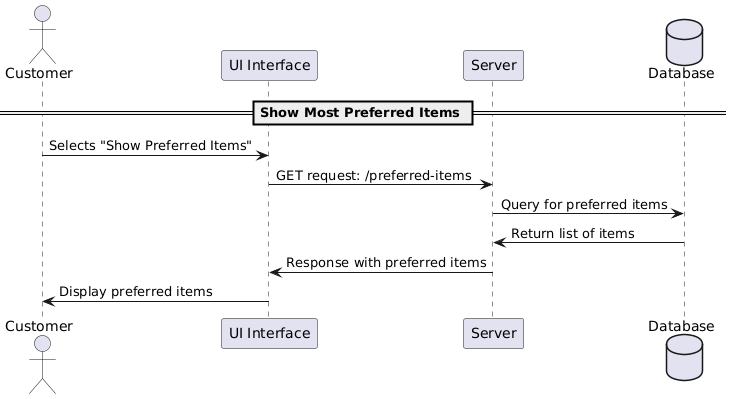 Customer
UI Interface
Server
Database
Show Most Preferred Items
Selects "Show Preferred Items"
GET request: /preferred-items
Query for preferred items
Return list of items
Response with preferred items
Display preferred items
Customer
UI Interface
Server
Database